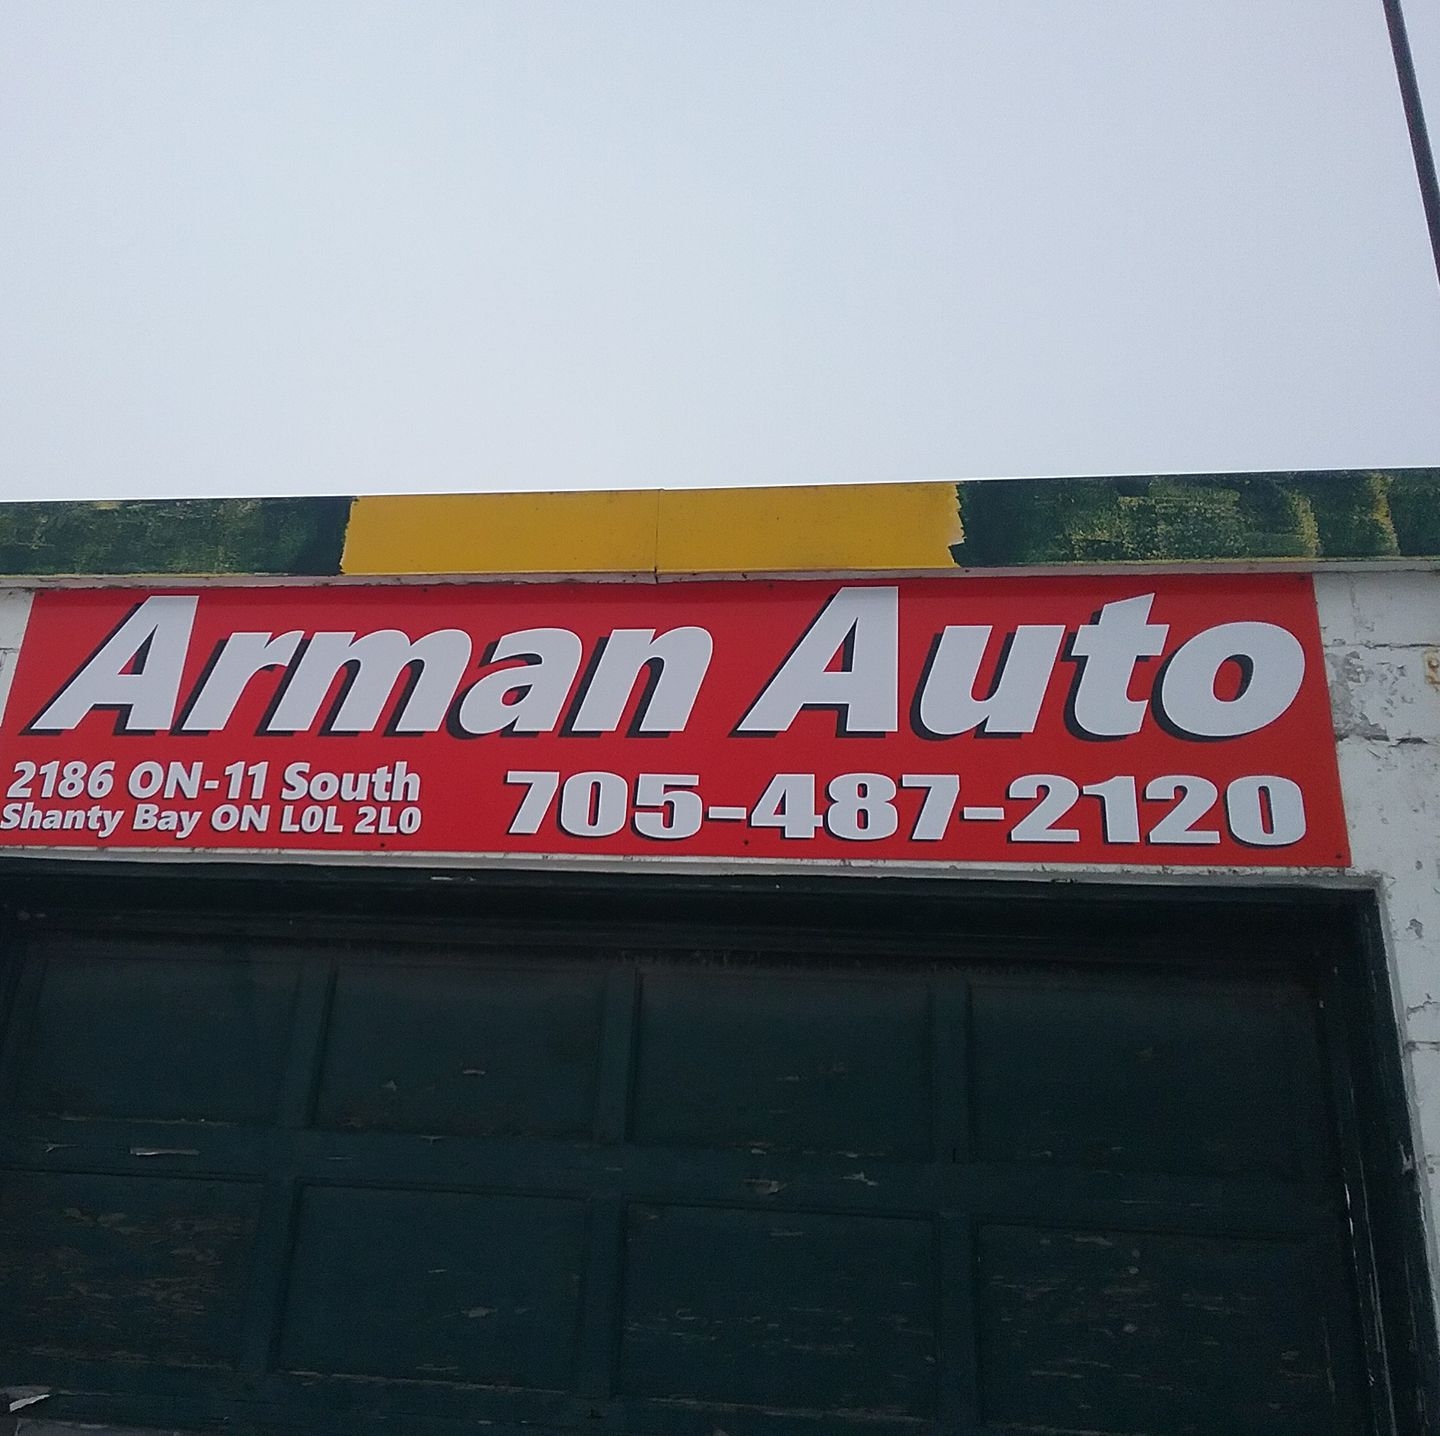 Arman Auto
2186 ON-11 South
Shanty Bay ON L0L 2L0
705-487-2120